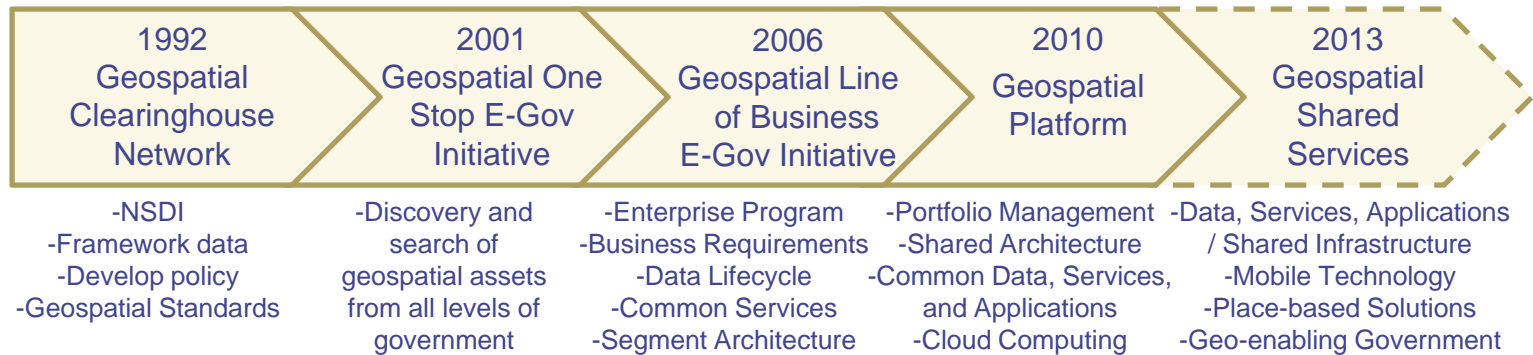 1992
Geospatial
Clearinghouse
Network
2001
Geospatial One
Stop E-Gov
Initiative
2006
Geospatial Line
of Business
E-Gov Initiative
2010
Geospatial
Platform
2013
Geospatial
Shared
Services
-NSDI
-Framework data
-Develop policy
-Geospatial Standards
-Discovery and
search of
geospatial assets
from all levels of
government
-Enterprise Program
-Business Requirements
-Data Lifecycle
-Common Services
-Segment Architecture
-Portfolio Management
-Shared Architecture
-Common Data, Services,
and Applications
-Cloud Computing
-Data, Services, Applications
/ Shared Infrastructure
-Mobile Technology
-Place-based Solutions
-Geo-enabling Government